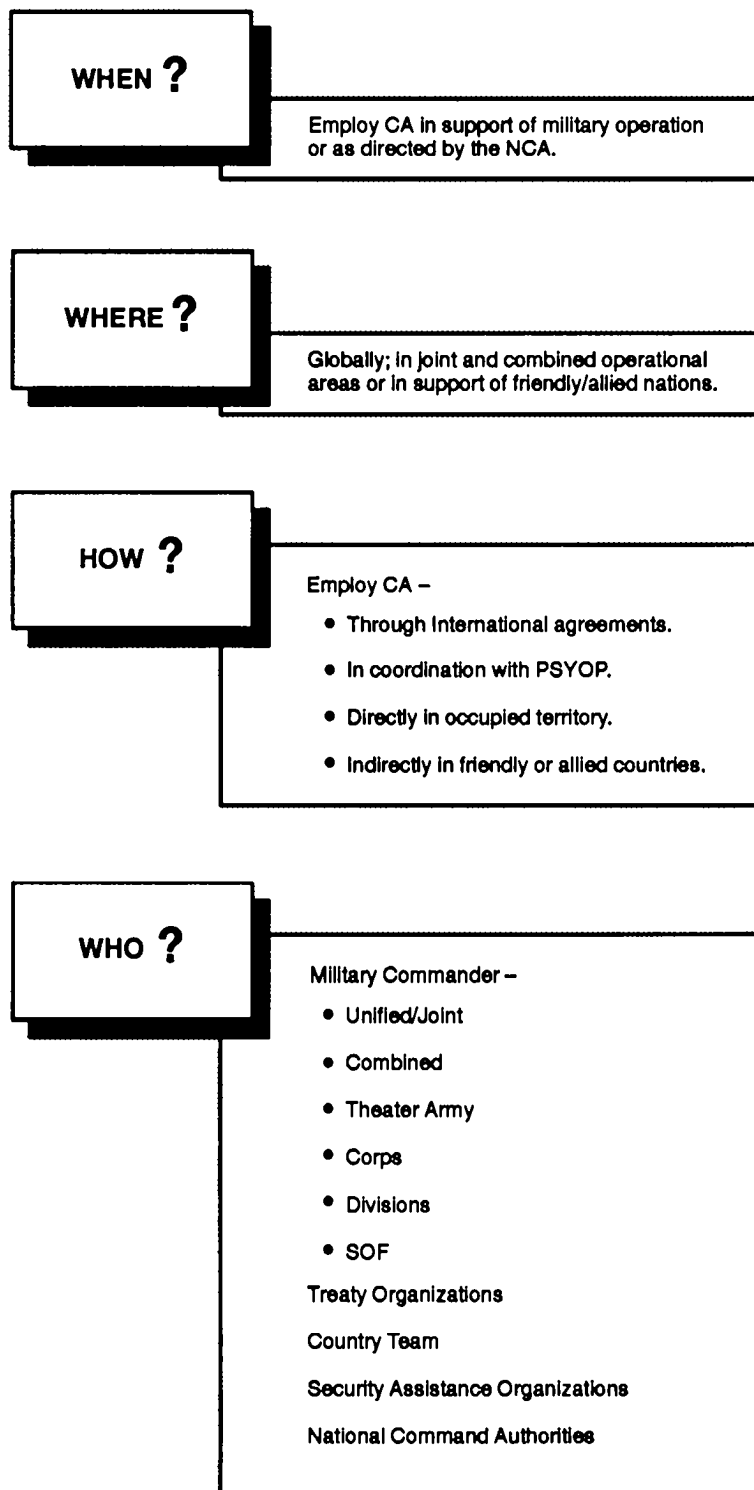 WHEN ?
Employ CA in support of military operation
or as directed by the NCA.
WHERE ?
Globally; in joint and combined operational
areas or in support of friendly/allied nations.
HOW ?
Employ CA –
• Through International agreements.
• In coordination with PSYOP.
• Directly in occupied territory.
• Indirectly in friendly or allied countries.
WHO ?
Military Commander –
• Unified/Joint
• Combined
• Theater Army
• Corps
• Divisions
• SOF
Treaty Organizations
Country Team
Security Assistance Organizations
National Command Authorities